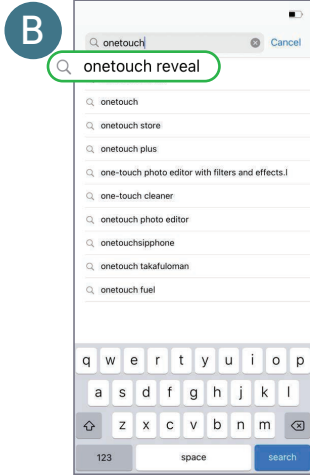 B
onetouch
Cancel
onetouch reveal
onetouch
onetouch store
onetouch plus
one-touch photo editor with filters and effects.l
one-touch cleaner
onetouch photo editor
onetouchsipphone
onetouch takafuloman
onetouch fuel
q w e r t y u i o p
a s d f g h j k l
z x c v b n m
123 space search